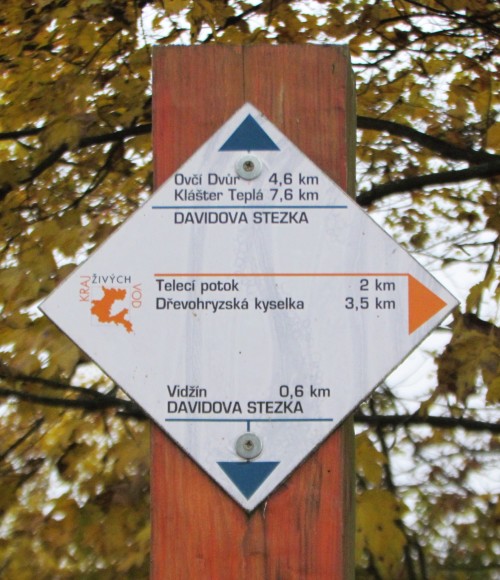 Ovčí Dvůr 4,6 km
Klášter Teplá 7,6 km
DAVIDOVA STEZKA
KRAJ ŽIVÝCH VOD
Telecí potok 2 km
Dřevohryzská kyselka 3,5 km
Vidžín 0,6 km
DAVIDOVA STEZKA